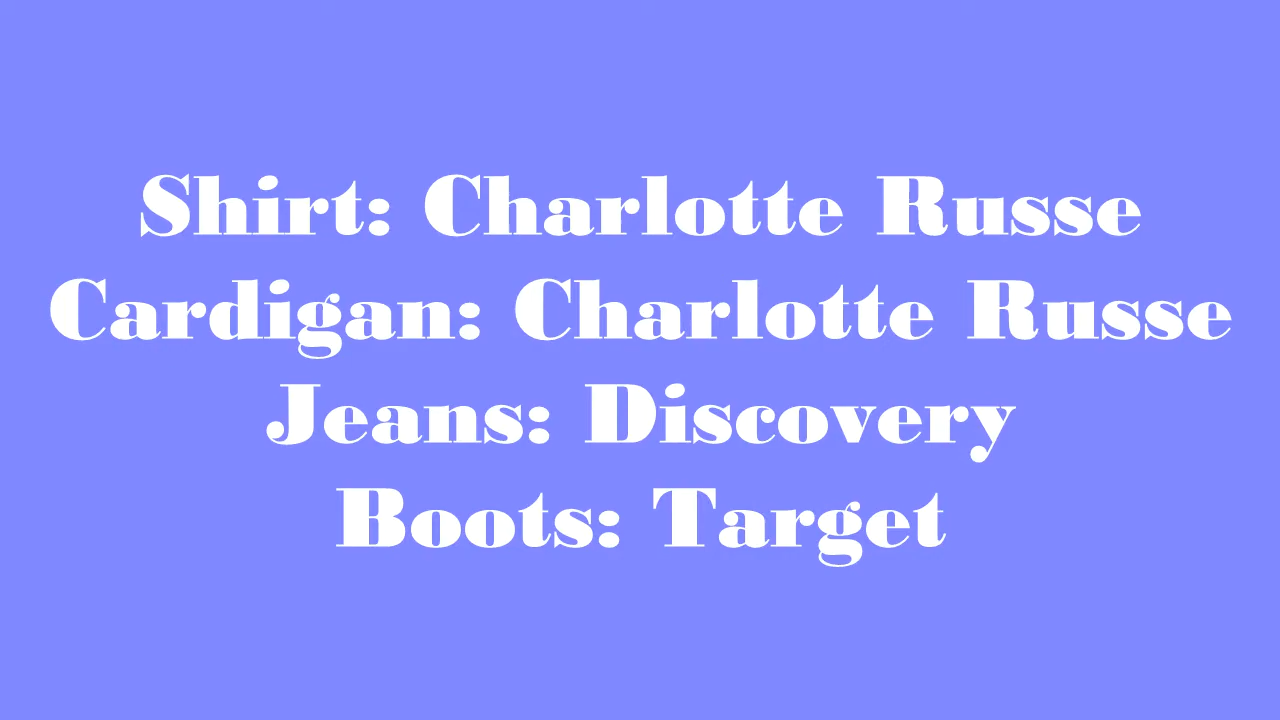 Shirt: Charlotte Russe
Cardigan: Charlotte Russe
Jeans: Discovery
Boots: Target